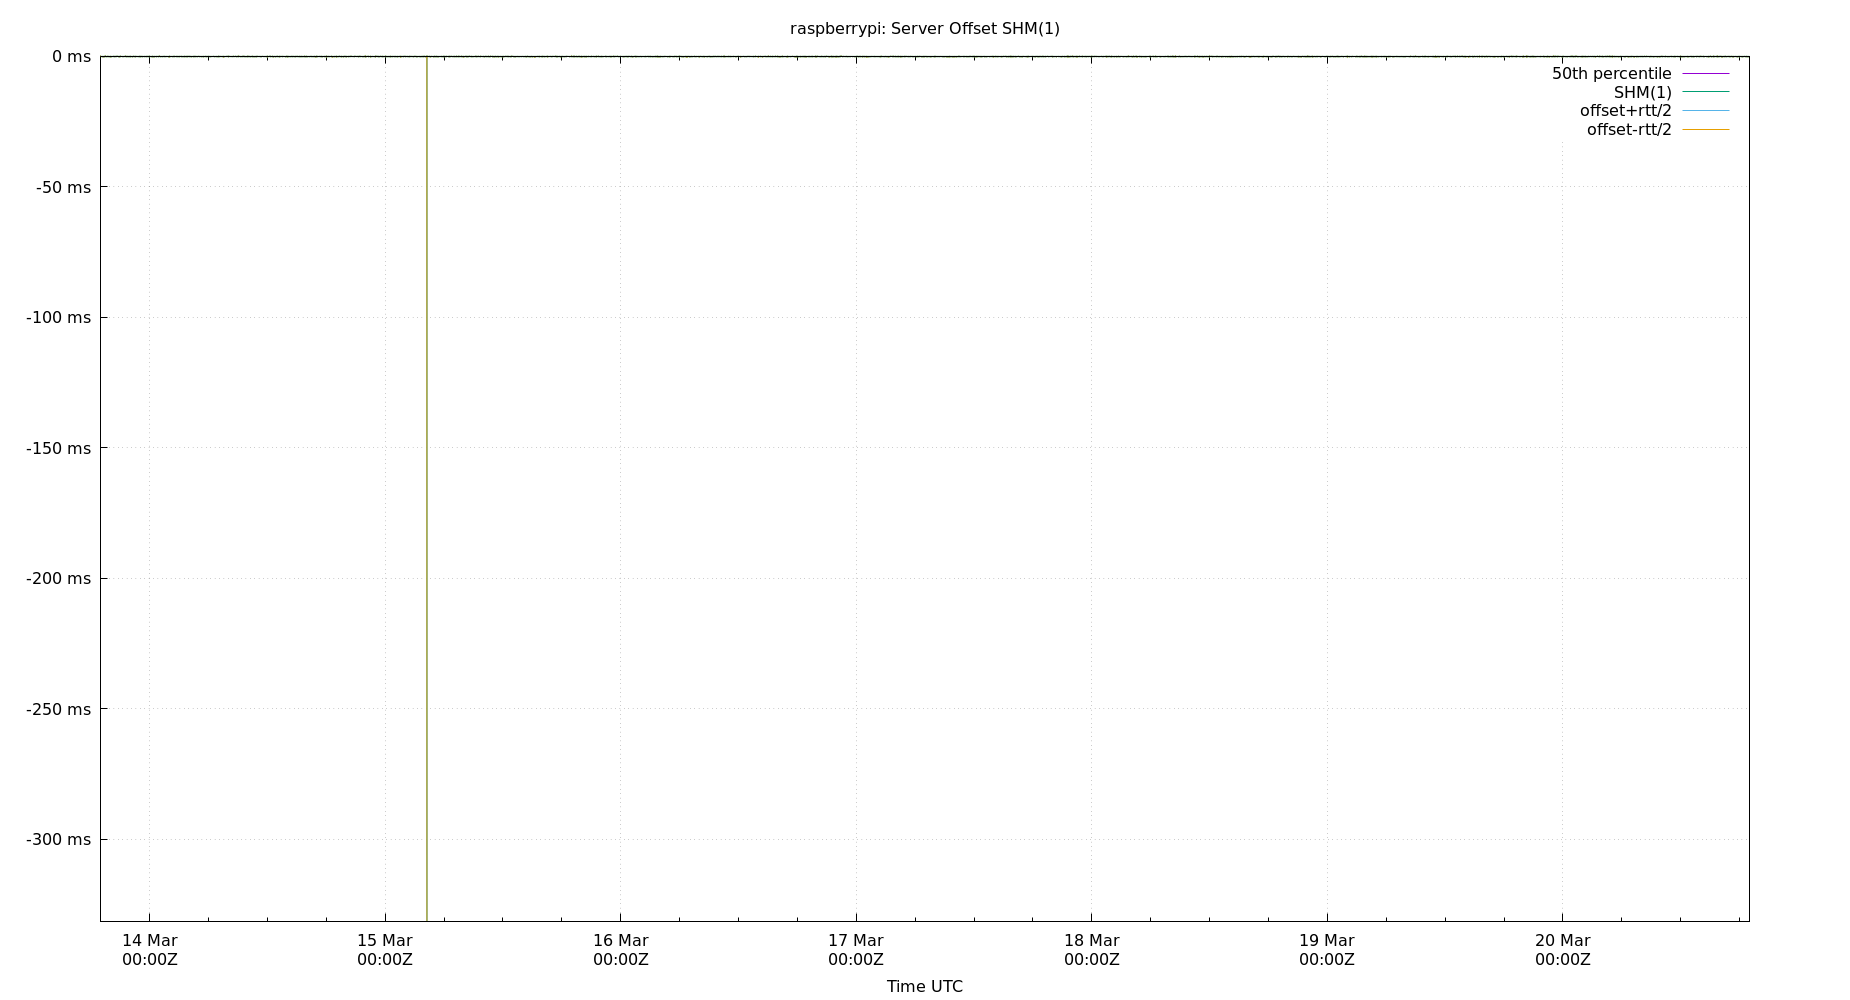 raspberrypi: Server Offset SHM(1)
0 ms
50th percentile
SHM(1)
offset+rtt/2
offset-rtt/2
-50 ms
-100 ms
-150 ms
-200 ms
-250 ms
-300 ms
14 Mar 15 Mar 16 Mar 17 Mar 18 Mar 19 Mar 20 Mar
00:00Z 00:00Z 00:00Z 00:00Z 00:00Z 00:00Z 00:00Z
Time UTC